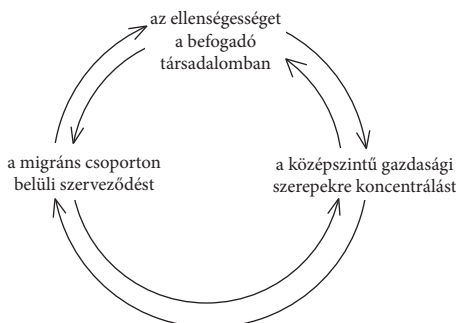 az ellenségességet
a befogadó
társadalomban
a migráns csoporton
belüli szerveződést
a középszintű gazdasági
szerepekre koncentrálást